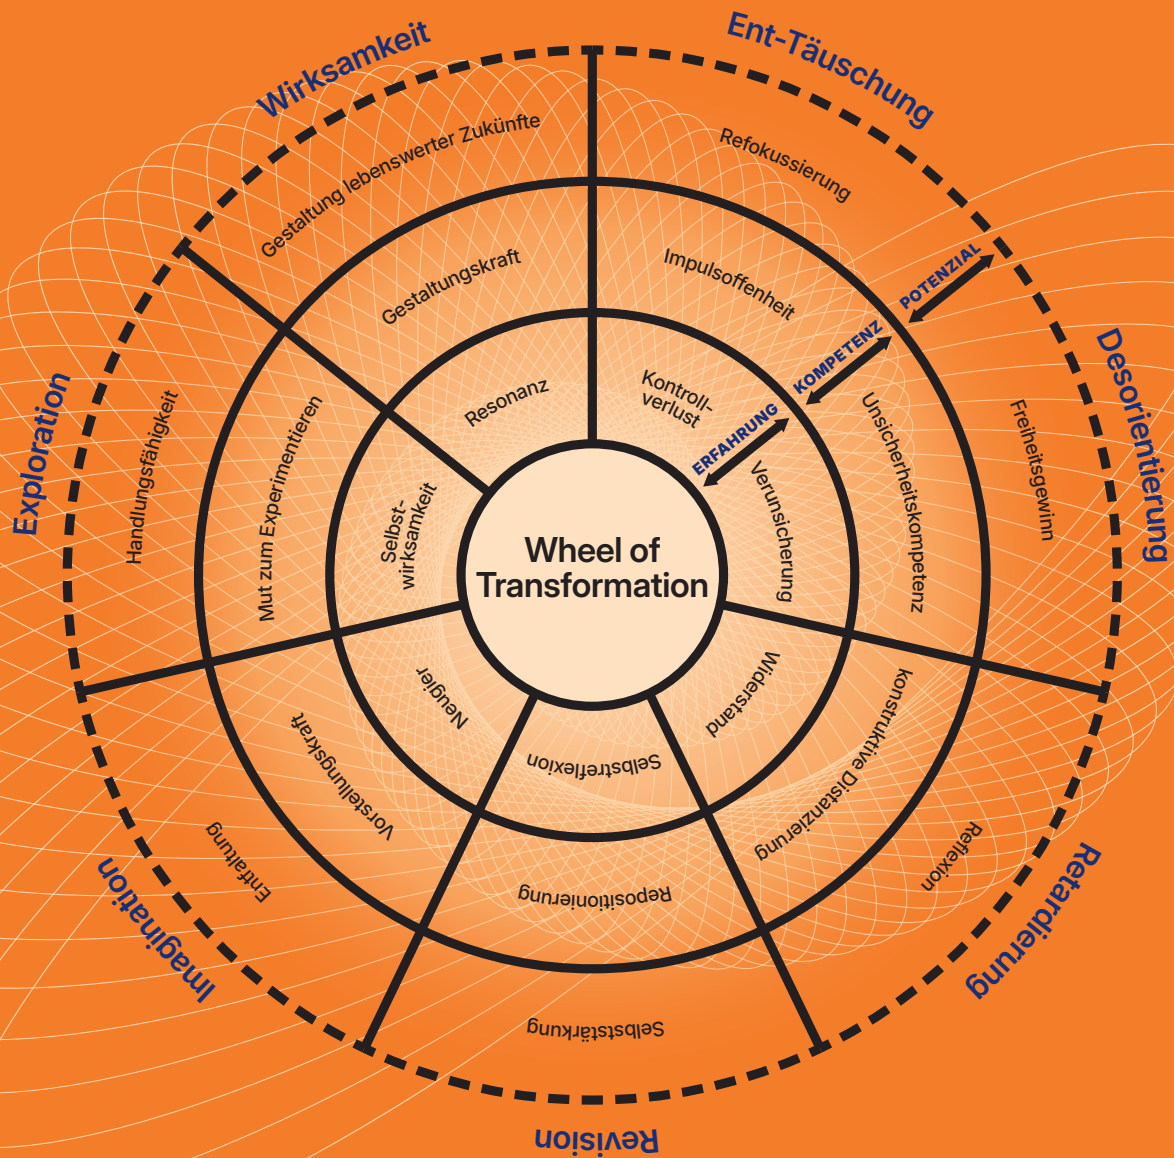 Wheel of
Transformation
Ent-Täuschung
Refokussierung
Impulsoffenheit
Kontroll-
verlust
POTENZIAL
KOMPETENZ
ERFAHRUNG
Desorientierung
Freiheitsgewinn
Unsicherheitskompetenz
Verunsicherung
Retardierung
Reflexion
konstruktive Distanzierung
Widerstand
Revision
Selbststärkung
Repositionierung
Selbstreflexion
Imagination
Entfaltung
Vorstellungskraft
Neugier
Exploration
Handlungsfähigkeit
Mut zum Experimentieren
Selbst-
wirksamkeit
Wirksamkeit
Gestaltung lebenswerter Zukünfte
Gestaltungskraft
Resonanz